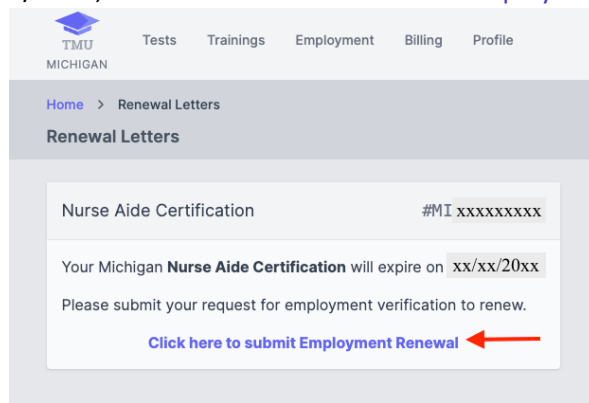 TMU
MICHIGAN
Tests Trainings Employment Billing Profile
Home > Renewal Letters
Renewal Letters
Nurse Aide Certification #MI xxxxxxxxx
Your Michigan Nurse Aide Certification will expire on xx/xx/20xx
Please submit your request for employment verification to renew.
Click here to submit Employment Renewal